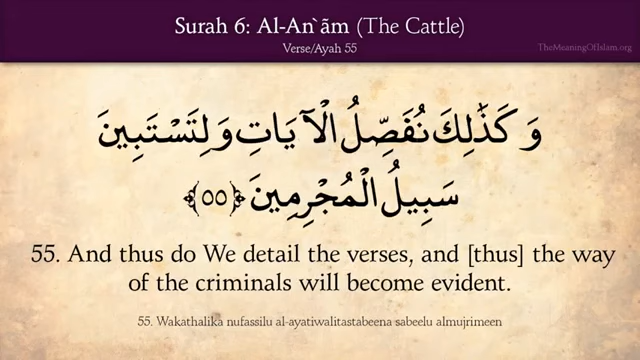 Surah 6: Al-An`ãm (The Cattle)
Verse/Ayah 55
TheMeaningOfIslam.org
وَكَذَٰلِكَ نُفَصِّلُ الْآيَاتِ وَلِتَسْتَبِينَ
سَبِيلُ الْمُجْرِمِينَ ﴿٥٥﴾
55. And thus do We detail the verses, and [thus] the way
of the criminals will become evident.
55. Wakathalika nufassilu al-ayatiwalitastabeena sabeelu almujrimeen